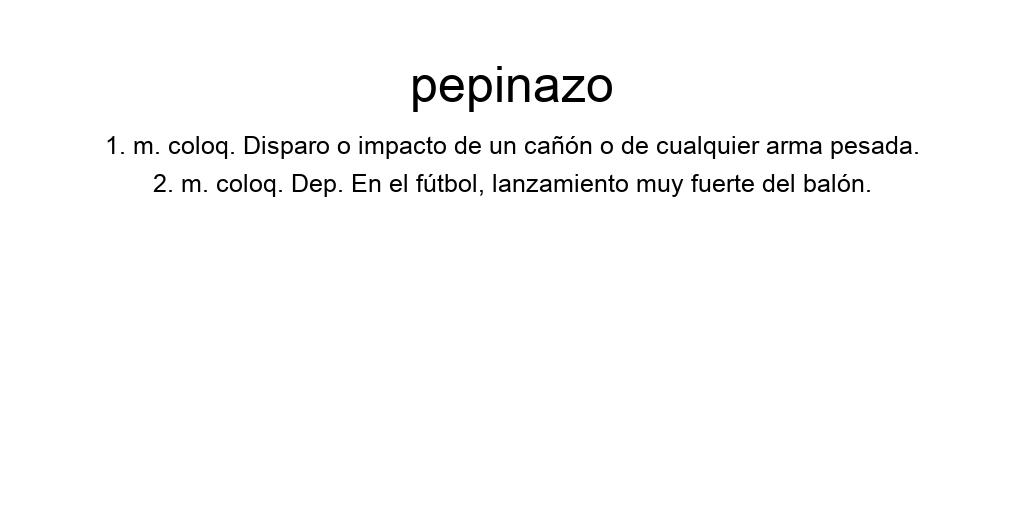 pepinazo
1. m. coloq. Disparo o impacto de un cañón o de cualquier arma pesada.
2. m. coloq. Dep. En el fútbol, lanzamiento muy fuerte del balón.